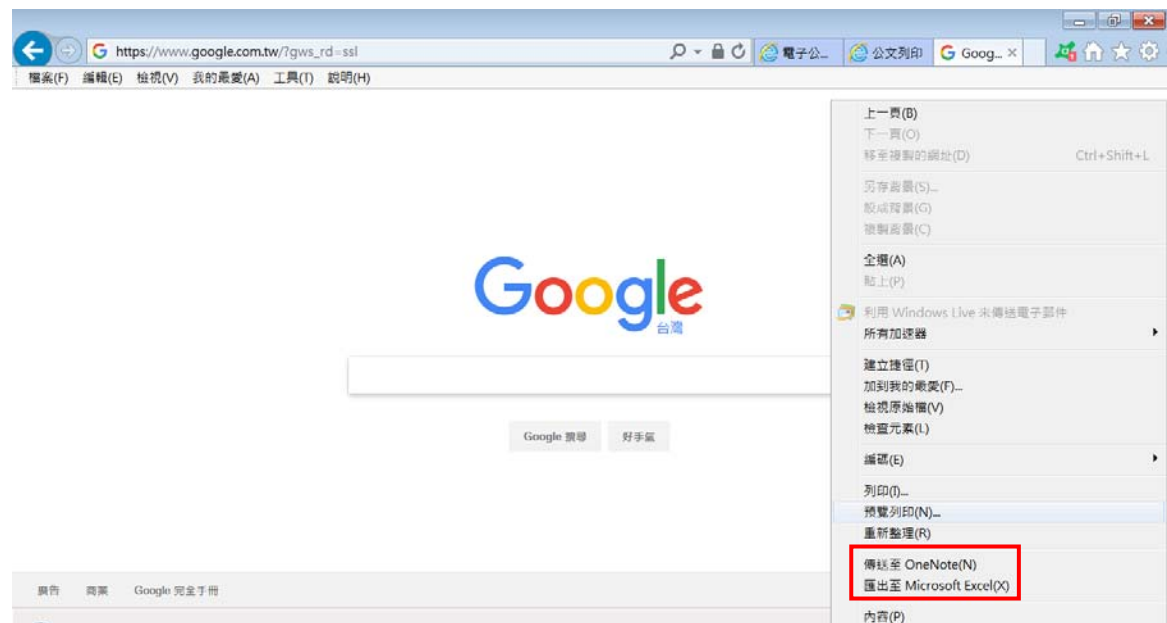 https://www.google.com.tw/?gws_rd=ssl
電子公...
公文列印
Goog...
檔案(F) 編輯(E) 檢視(V) 我的最愛(A) 工具(T) 說明(H)
上一頁(B)
下一頁(O)
移至複製的網址(D) Ctrl+Shift+L
另存背景(S)...
設成背景(G)
複製背景(C)
全選(A)
貼上(P)
利用 Windows Live 來傳送電子郵件
所有加速器
建立捷徑(T)
加到我的最愛(F)...
檢視原始檔(V)
檢查元素(L)
編碼(E)
列印(I)...
預覽列印(N)...
重新整理(R)
傳送至 OneNote(N)
匯出至 Microsoft Excel(X)
內容(P)
Google
台灣
Google 搜尋 好手氣
廣告 商業 Google 完全手冊